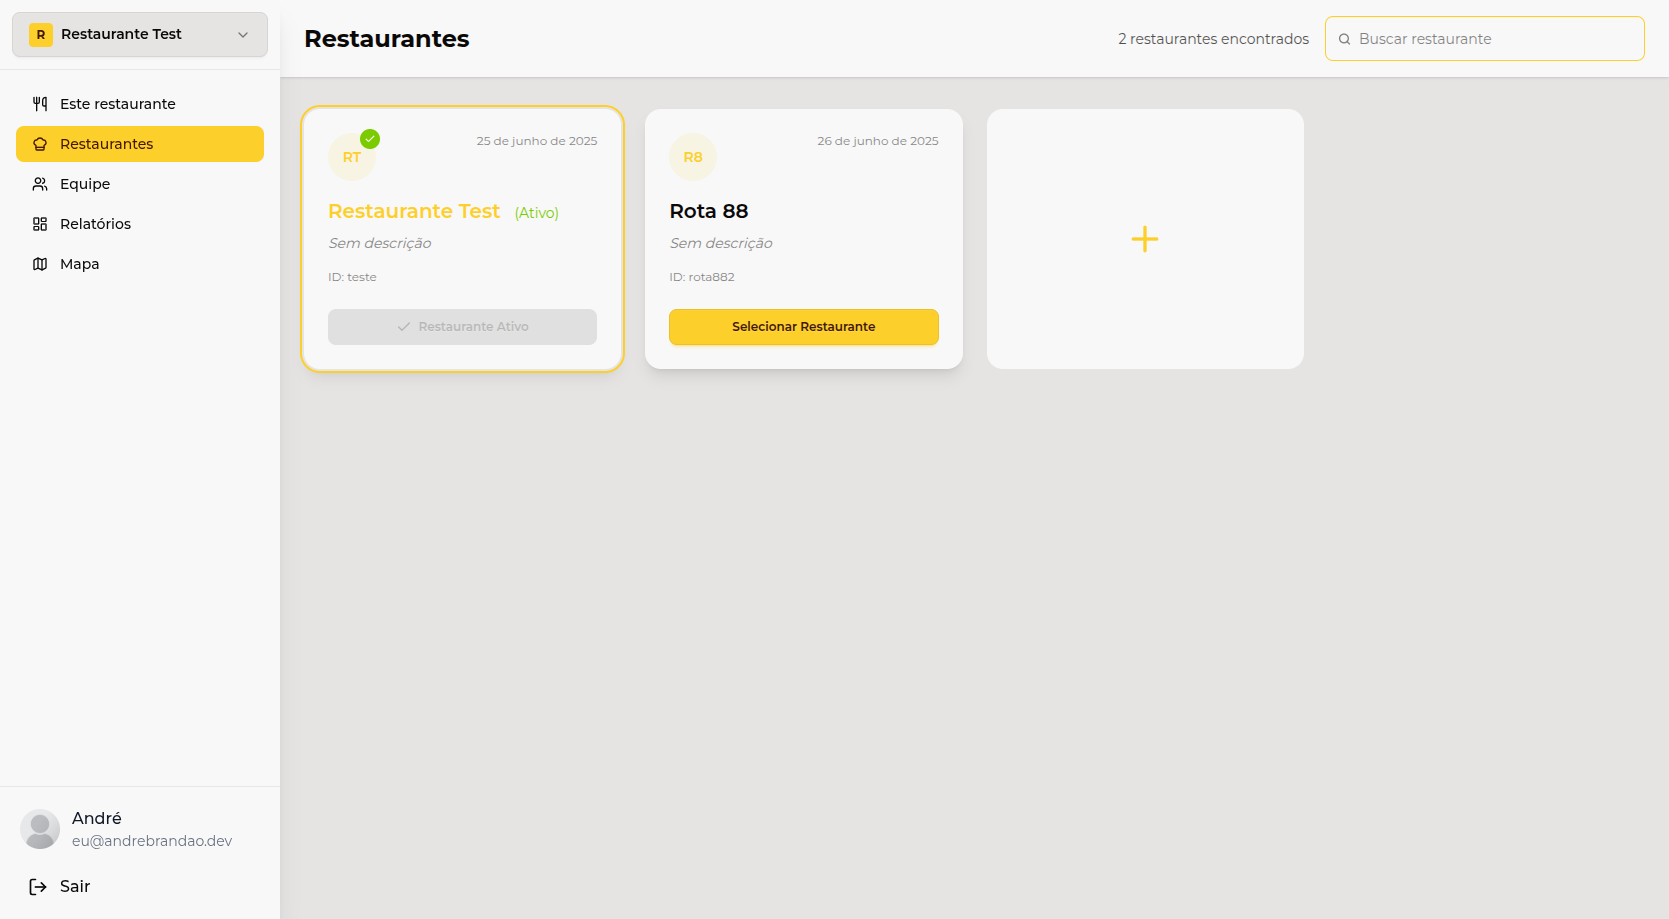 R Restaurante Test
Este restaurante
Restaurantes
Equipe
Relatórios
Mapa
André
eu@andrebrandao.dev
Sair
Restaurantes
2 restaurantes encontrados
Buscar restaurante
RT
25 de junho de 2025
Restaurante Test (Ativo)
Sem descrição
ID: teste
Restaurante Ativo
R8
26 de junho de 2025
Rota 88
Sem descrição
ID: rota882
Selecionar Restaurante